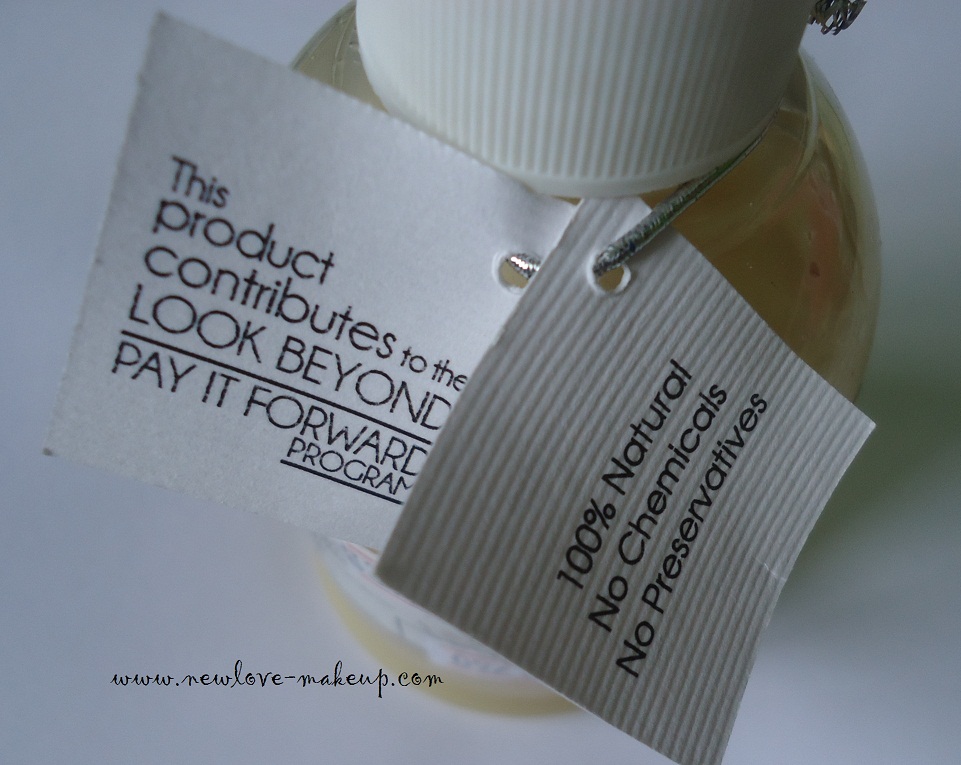 This
product
contributes to the
LOOK BEYOND
PAY IT FORWARD
PROGRAM
100% Natural
No Chemicals
No Preservatives
www.newlove-makeup.com